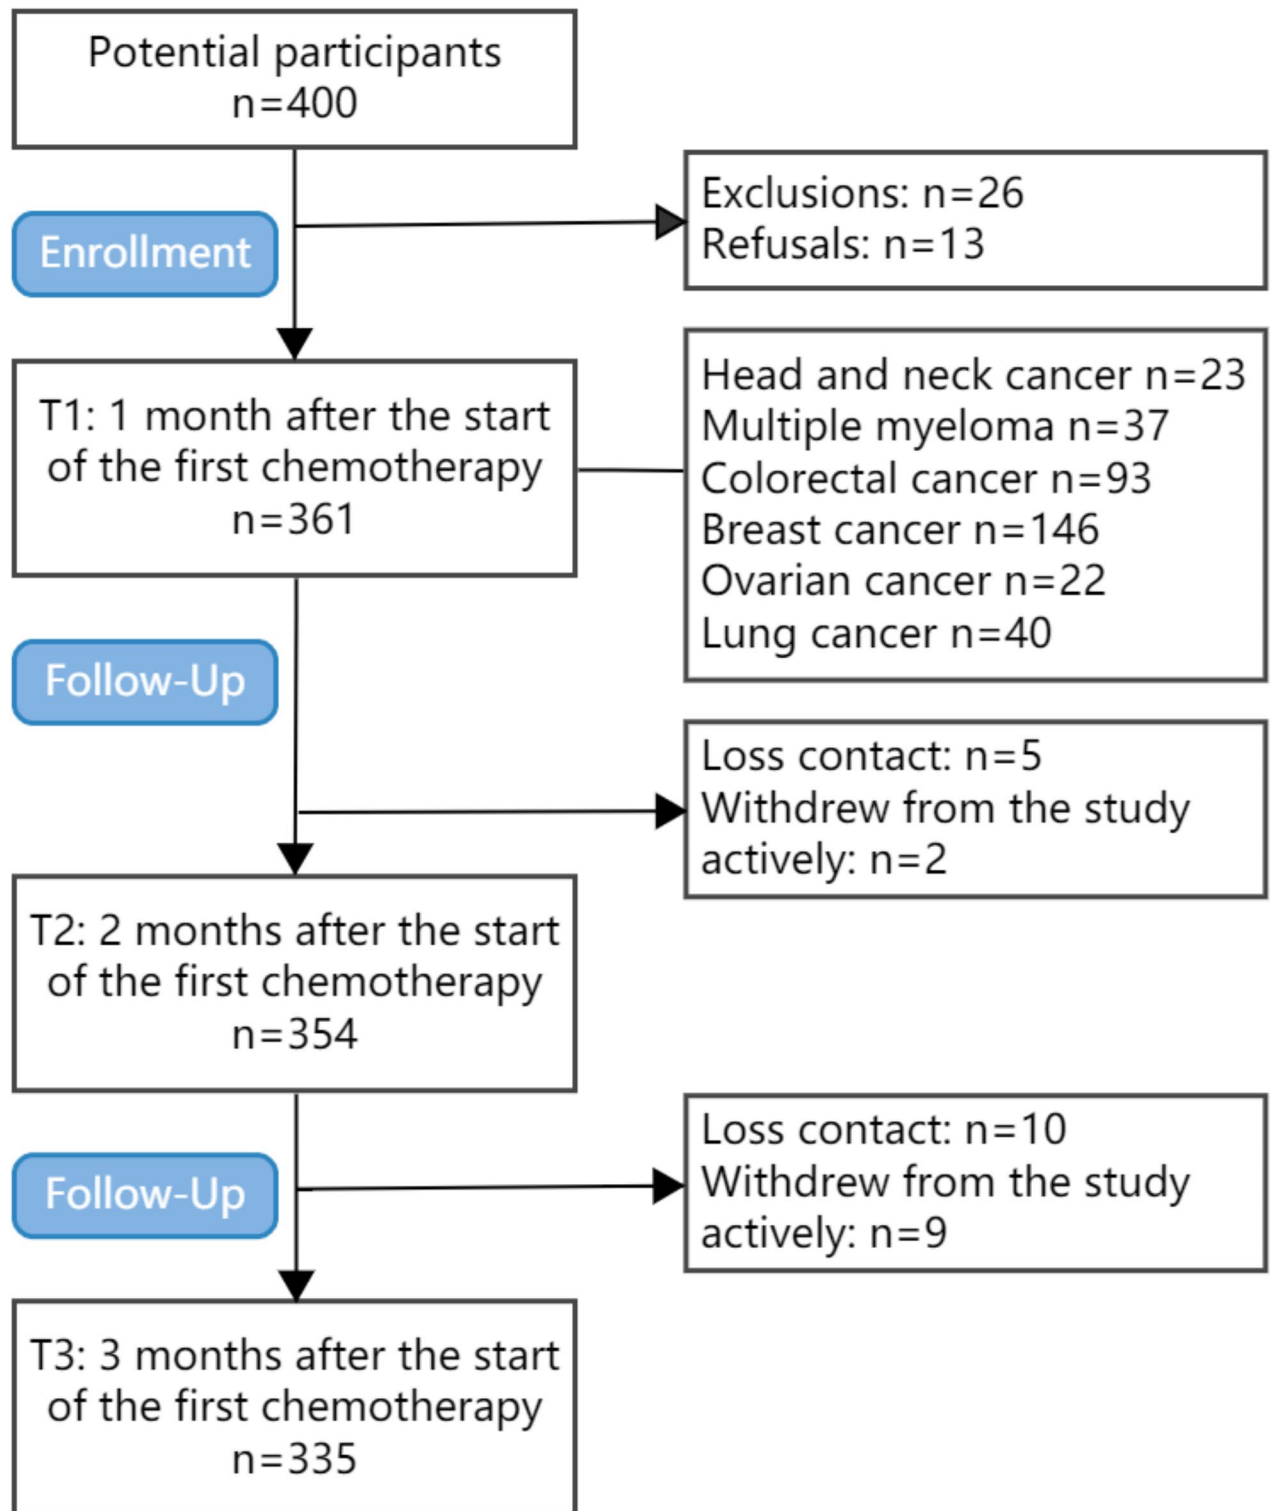 Potential participants
n=400
Exclusions: n=26
Refusals: n=13
Enrollment
T1: 1 month after the start
of the first chemotherapy
n=361
Head and neck cancer n=23
Multiple myeloma n=37
Colorectal cancer n=93
Breast cancer n=146
Ovarian cancer n=22
Lung cancer n=40
Follow-Up
Loss contact: n=5
Withdrew from the study
actively: n=2
T2: 2 months after the start
of the first chemotherapy
n=354
Follow-Up
Loss contact: n=10
Withdrew from the study
actively: n=9
T3: 3 months after the start
of the first chemotherapy
n=335